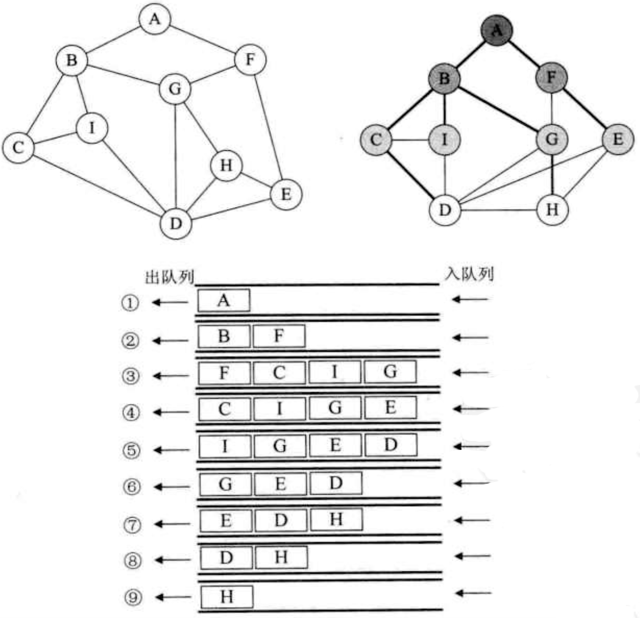 A
B
F
G
C
I
H
D
E
A
B
F
C
I
G
E
D
H
出队列 入队列
① A
② B F
③ F C I G
④ C I G E
⑤ I G E D
⑥ G E D
⑦ E D H
⑧ D H
⑨ H